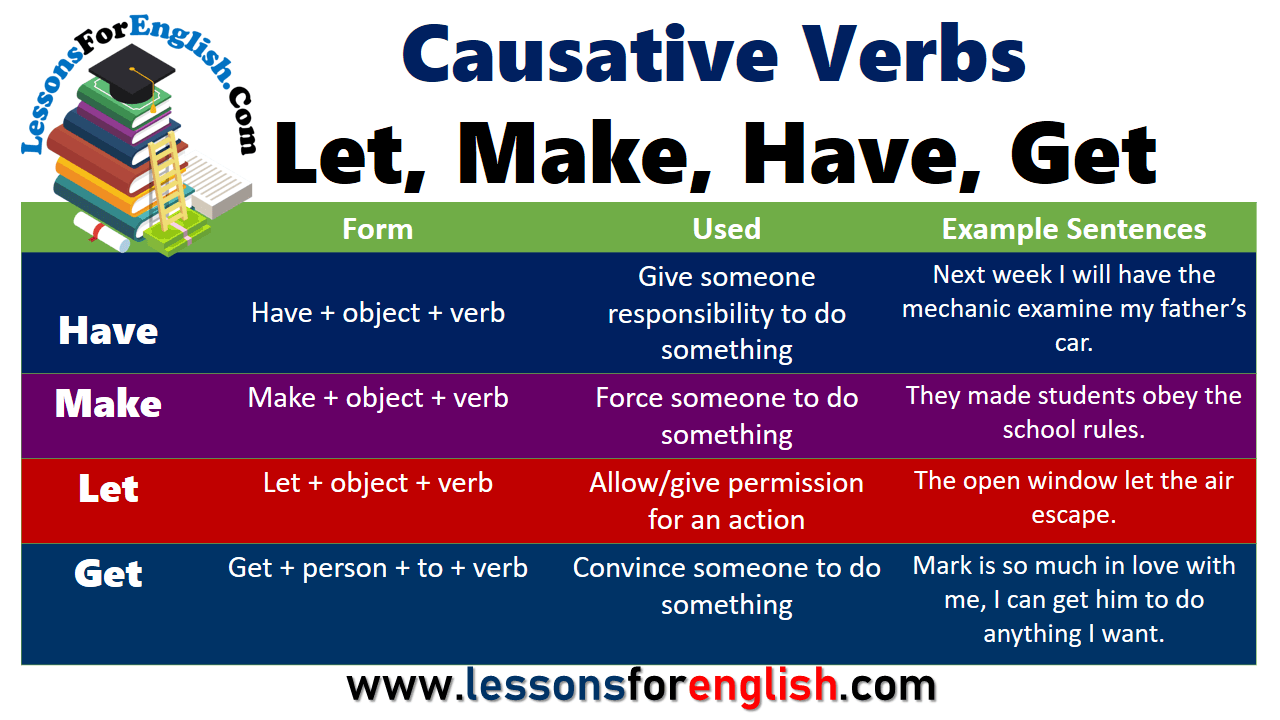 LessonsForEnglish.Com
Causative Verbs
Let, Make, Have, Get
Form
Used
Example Sentences
Have
Have + object + verb
Give someone
responsibility to do
something
Next week I will have the
mechanic examine my father’s
car.
Make
Make + object + verb
Force someone to do
something
They made students obey the
school rules.
Let
Let + object + verb
Allow/give permission
for an action
The open window let the air
escape.
Get
Get + person + to + verb
Convince someone to do
something
Mark is so much in love with
me, I can get him to do
anything I want.
www.lessonsforenglish.com